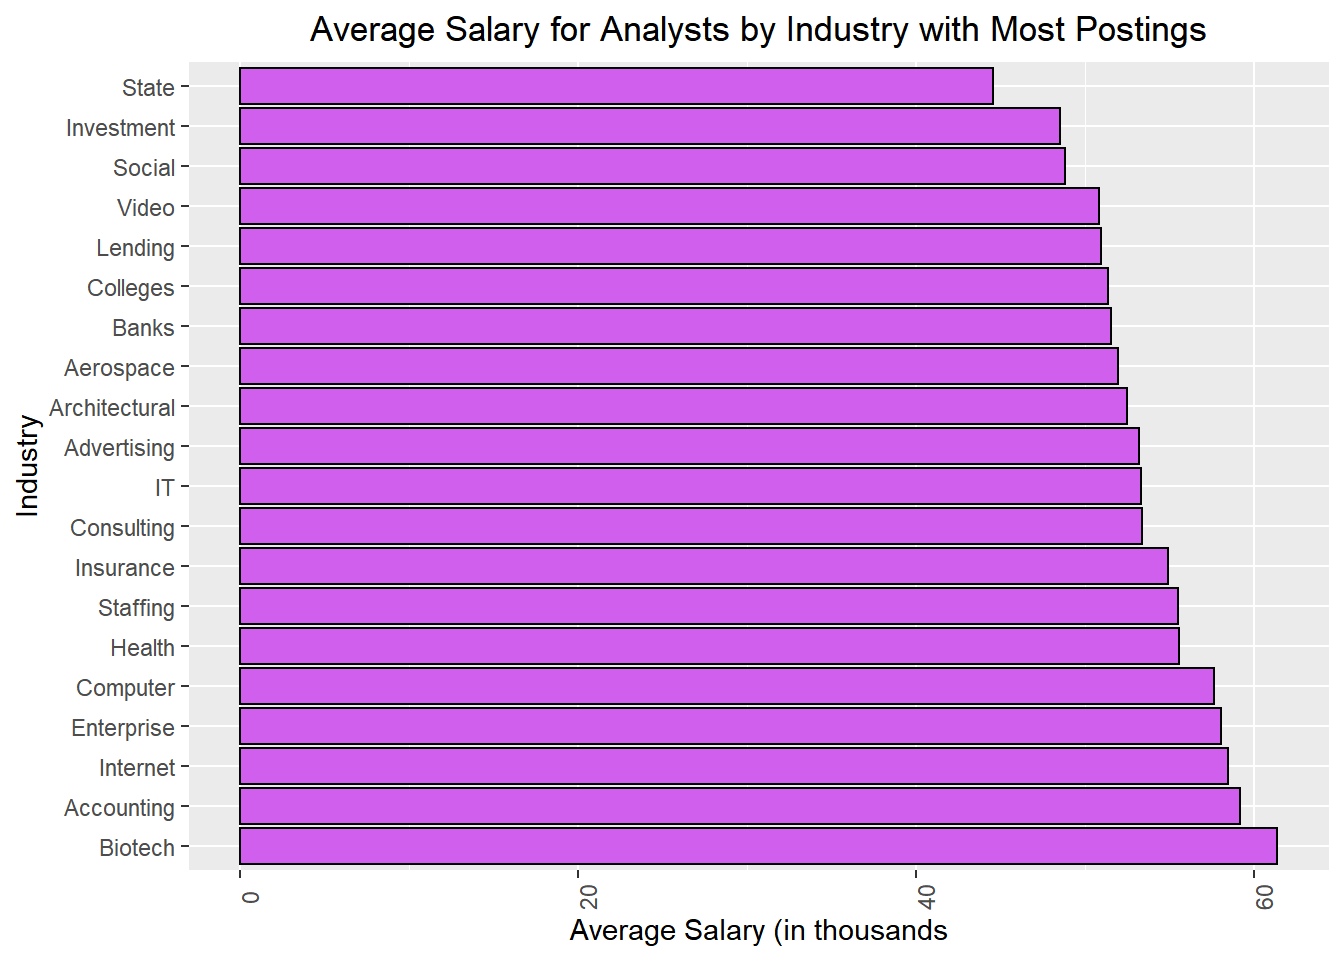 Average Salary for Analysts by Industry with Most Postings
State
Investment
Social
Video
Lending
Colleges
Banks
Aerospace
Architectural
Advertising
IT
Consulting
Insurance
Staffing
Health
Computer
Enterprise
Internet
Accounting
Biotech
Industry
0 20 40 60
Average Salary (in thousands